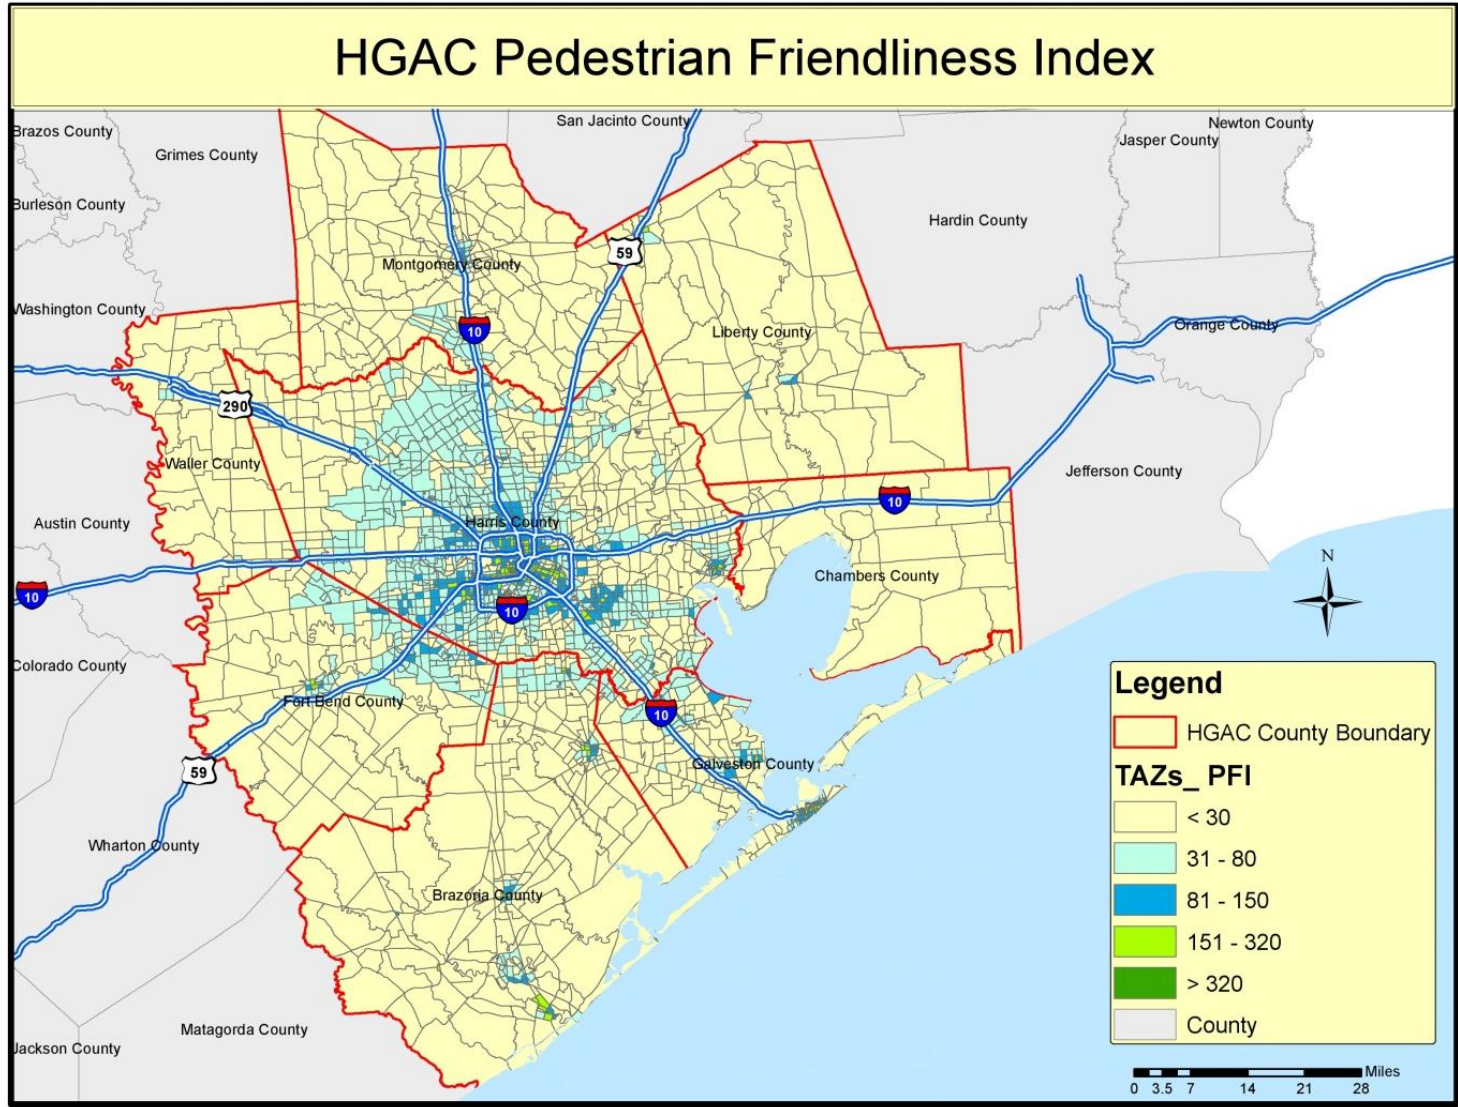 HGAC Pedestrian Friendliness Index
San Jacinto County
Newton County
Brazos County
Jasper County
Grimes County
Burleson County
Hardin County
59
Montgomery County
Washington County
Orange County
10
Liberty County
290
Waller County
Jefferson County
10
Austin County
Harris County
N
Chambers County
10
10
Colorado County
Fort Bend County
10
Galveston County
59
Wharton County
Brazoria County
Matagorda County
Jackson County
Legend
HGAC County Boundary
TAZs_ PFI
< 30
31 - 80
81 - 150
151 - 320
> 320
County
Miles
0 3.5 7 14 21 28